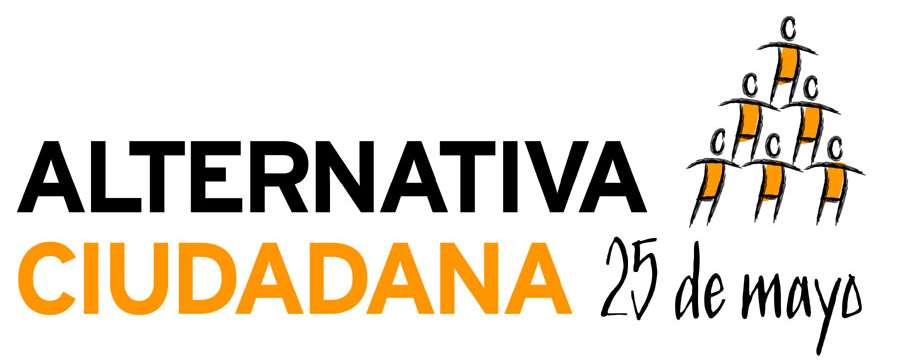 ALTERNATIVA
CIUDADANA
25 de mayo